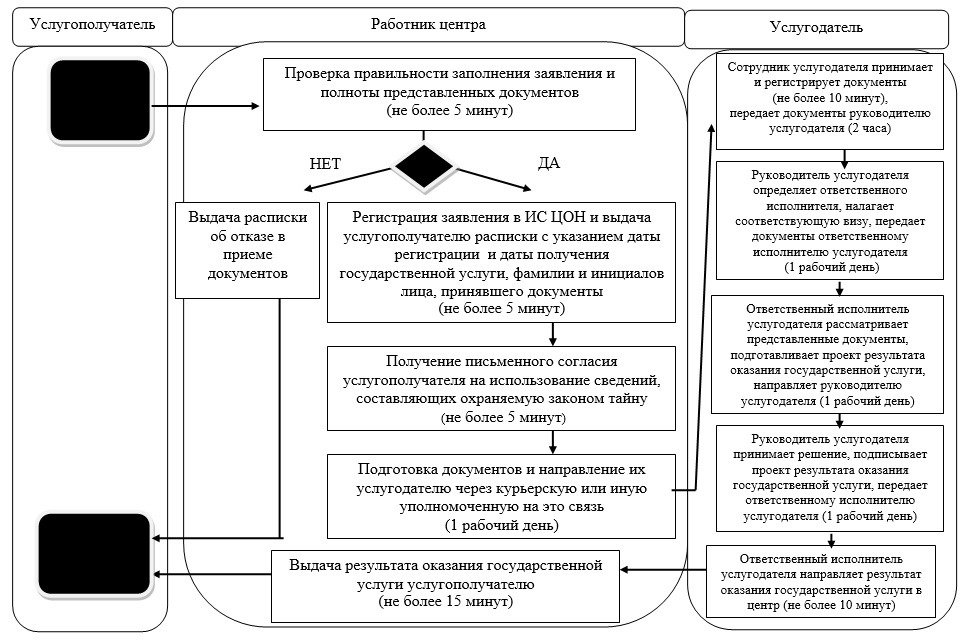 Услугополучатель
Работник центра
Услугодатель
Проверка правильности заполнения заявления и
полноты представленных документов
(не более 5 минут)
НЕТ
ДА
Выдача расписки
об отказе в
приеме
документов
Регистрация заявления в ИС ЦОН и выдача
услугополучателю расписки с указанием даты
регистрации и даты получения
государственной услуги, фамилии и инициалов
лица, принявшего документы
(не более 5 минут)
Получение письменного согласия
услугополучателя на использование сведений,
составляющих охраняемую законом тайну
(не более 5 минут)
Подготовка документов и направление их
услугодателю через курьерскую или иную
уполномоченную на это связь
(1 рабочий день)
Выдача результата оказания государственной
услуги услугополучателю
(не более 15 минут)
Сотрудник услугодателя принимает
и регистрирует документы
(не более 10 минут),
передает документы руководителю
услугодателя (2 часа)
Руководитель услугодателя
определяет ответственного
исполнителя, налагает
соответствующую визу, передает
документы ответственному
исполнителю услугодателя
(1 рабочий день)
Ответственный исполнитель
услугодателя рассматривает
представленные документы,
подготавливает проект результата
оказания государственной услуги,
направляет руководителю
услугодателя (1 рабочий день)
Руководитель услугодателя
принимает решение, подписывает
проект результата оказания
государственной услуги, передает
ответственному исполнителю
услугодателя (1 рабочий день)
Ответственный исполнитель
услугодателя направляет результат
оказания государственной услуги в
центр (не более 10 минут)